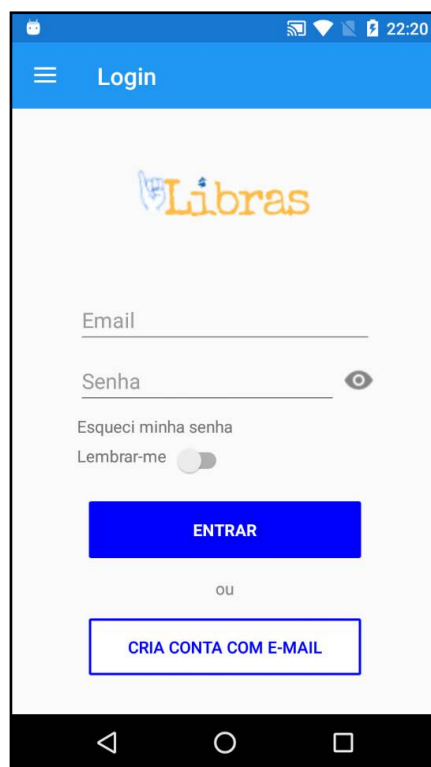 22:20
Login
Libras
Email
Senha
Esqueci minha senha
Lembrar-me
ENTRAR
ou
CRIA CONTA COM E-MAIL